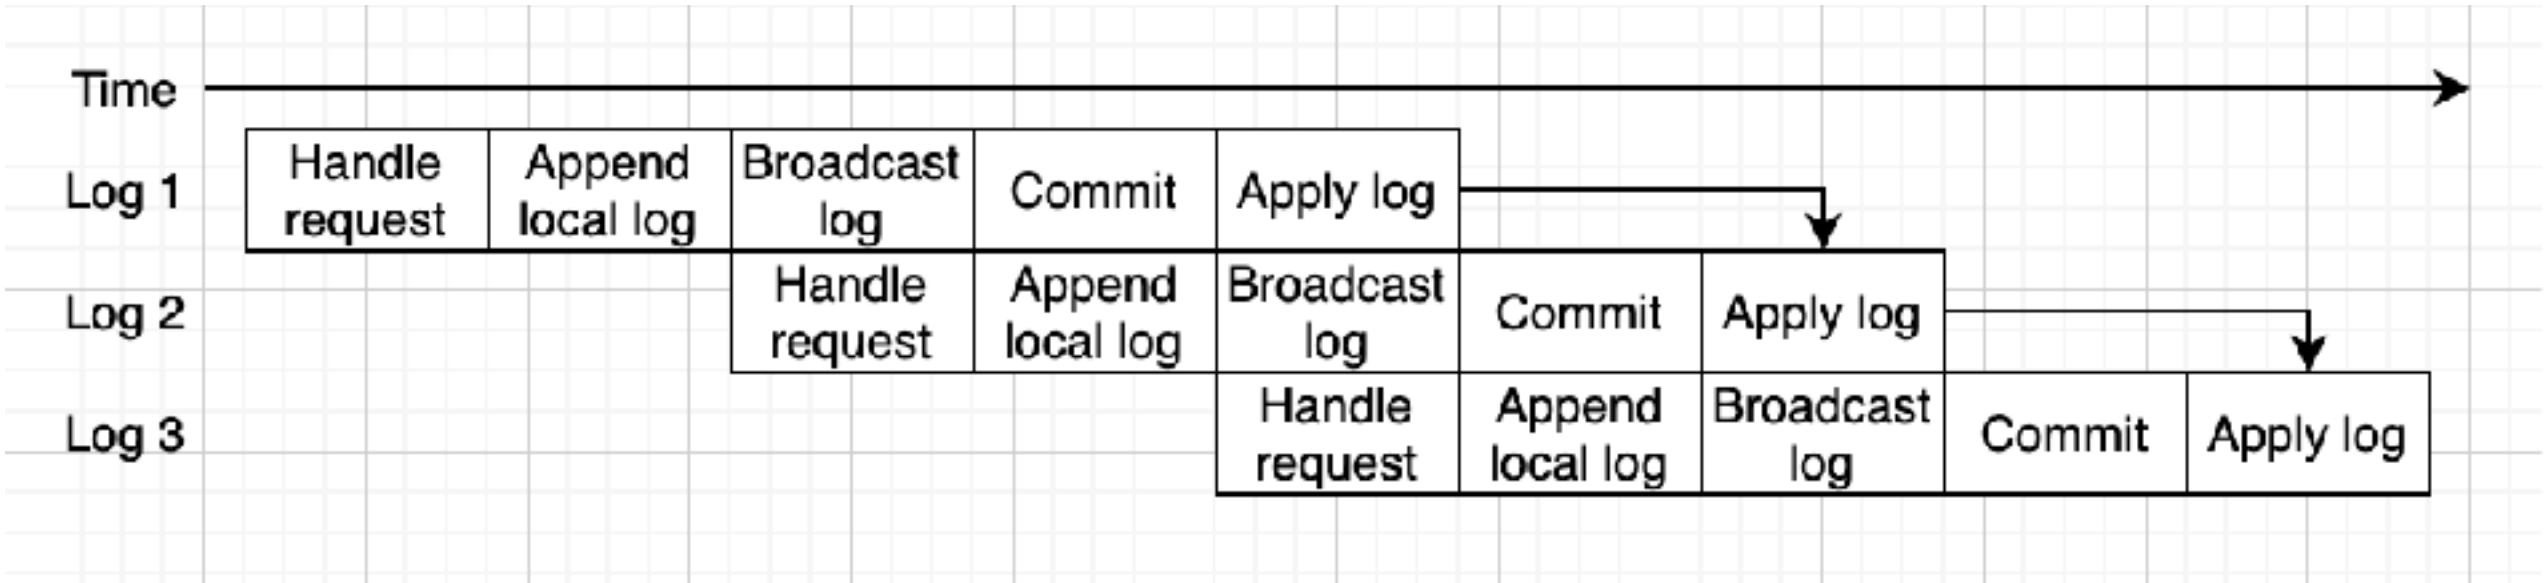 Time
Log 1
Handle
request
Append
local log
Broadcast
log
Commit
Apply log
Log 2
Handle
request
Append
local log
Broadcast
log
Commit
Apply log
Log 3
Handle
request
Append
local log
Broadcast
log
Commit
Apply log